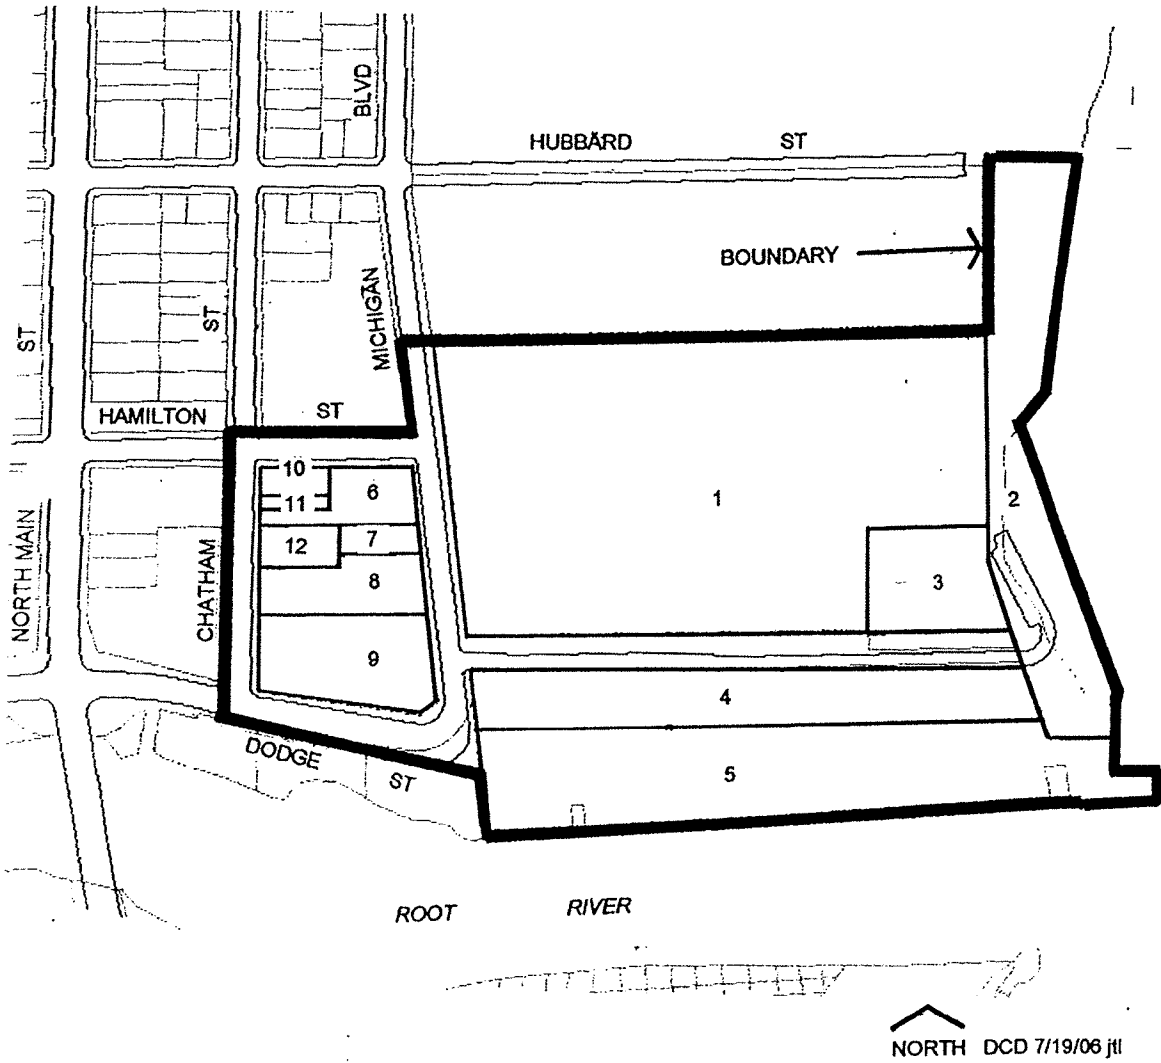 BLVD
HUBBARD ST
BOUNDARY
MICHIGAN
ST
ST
HAMILTON ST
10
11
6
1
2
NORTH MAIN
CHATHAM
12
7
3
8
9
4
DODGE ST
5
ROOT RIVER
NORTH DCD 7/19/06 jtl